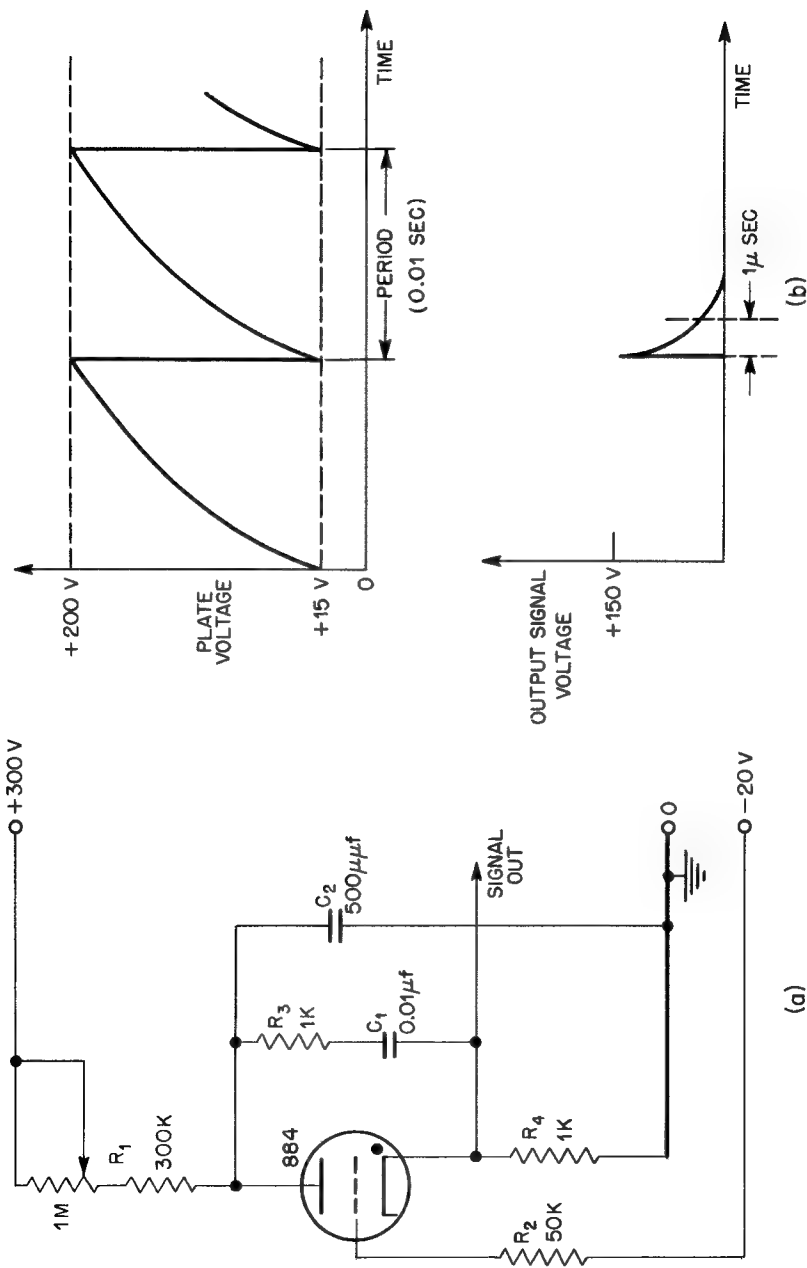 +300 V
1M
R1
300K
884
R3
1K
C1
0.01μf
C2
500μμf
SIGNAL
OUT
R4
1K
R2
50K
0
−20 V
(a)
+200 V
PLATE
VOLTAGE
+15 V
0
PERIOD
(0.01 SEC)
TIME
OUTPUT SIGNAL
VOLTAGE
+150 V
1μ SEC
TIME
(b)